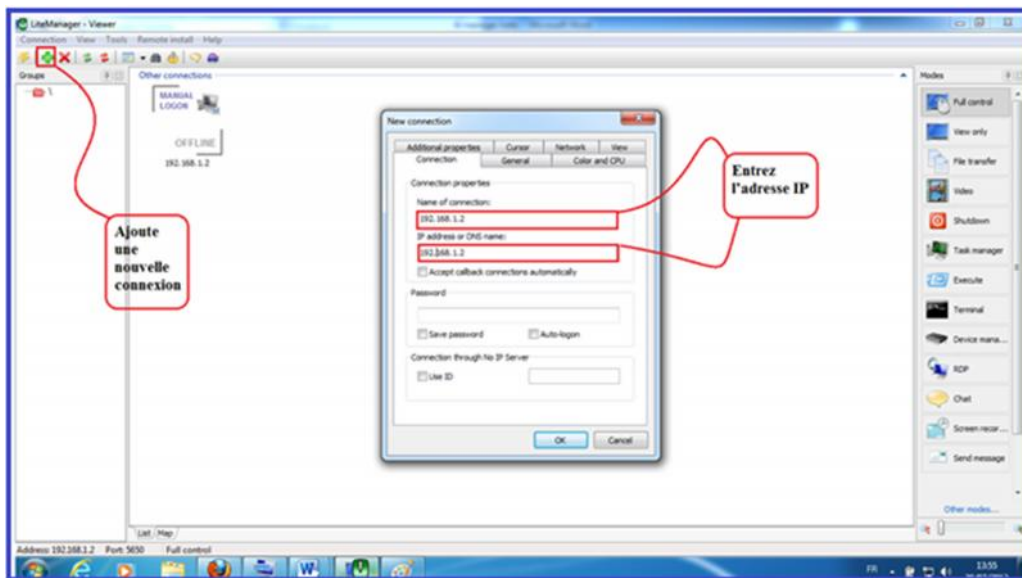 LiteManager - Viewer
Connection View Tools Remote install Help
Groups
Other connections
Modes
MANUAL
LOGON
OFFLINE
192.168.1.2
Ajoute
une
nouvelle
connexion
New connection
Additional properties Cursor Network View
Connection General Color and CPU
Connection properties
Name of connection:
192.168.1.2
IP address or DNS name:
192.168.1.2
Accept callback connections automatically
Password
Save password Auto-logon
Connection through No IP Server
Use ID
OK Cancel
Entrez
l'adresse IP
Full control
View only
File transfer
Video
Shutdown
Task manager
Execute
Terminal
Device mana...
RDP
Chat
Screen recor...
Send message
Other modes...
List Map
Address: 192.168.1.2 Port: 5650 Full control
FR 13:55